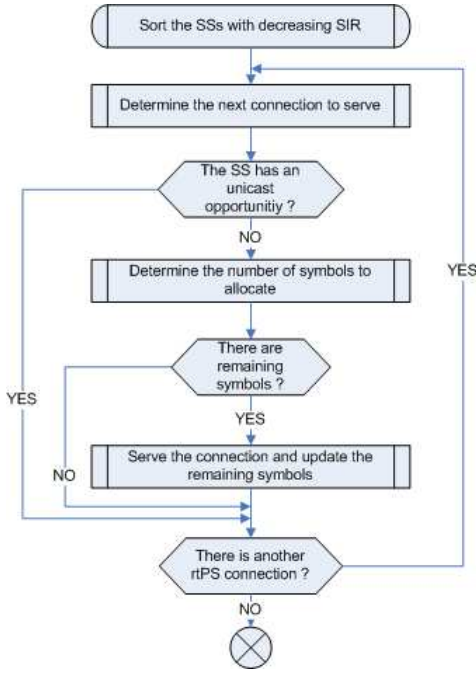 Sort the SSs with decreasing SIR
Determine the next connection to serve
The SS has an
unicast
opportunitiy ?
NO
Determine the number of symbols to
allocate
YES
There are
remaining
symbols ?
YES
YES
NO
Serve the connection and update the
remaining symbols
There is another
rtPS connection ?
NO